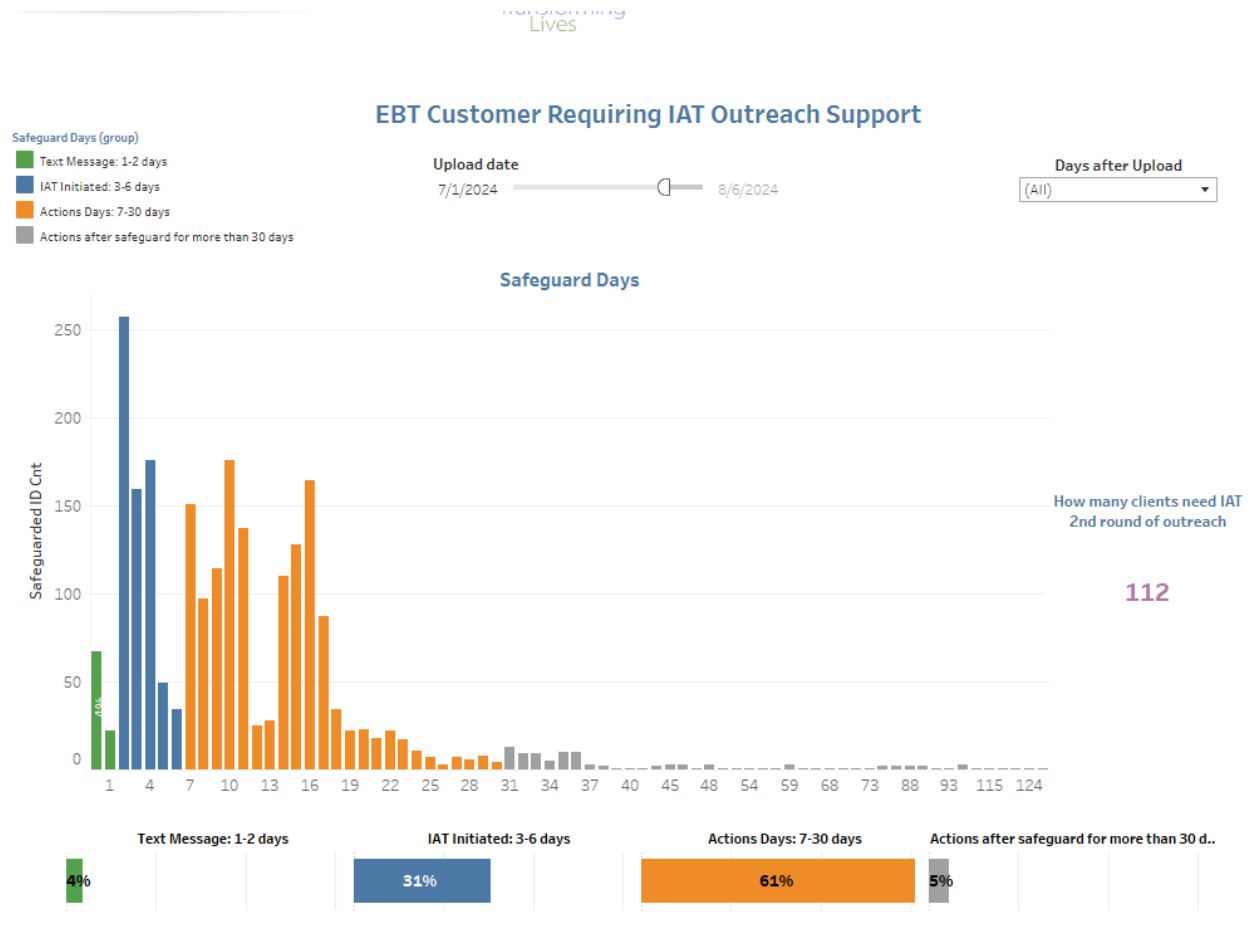 Lives
EBT Customer Requiring IAT Outreach Support
Safeguard Days (group)
Text Message: 1-2 days
IAT Initiated: 3-6 days
Actions Days: 7-30 days
Actions after safeguard for more than 30 days
Upload date
7/1/2024
8/6/2024
Days after Upload
(All)
Safeguard Days
Safeguarded ID Cnt
250
200
150
100
50
0
4%
1 4 7 10 13 16 19 22 25 28 31 34 37 40 45 48 54 59 68 73 88 93 115 124
How many clients need IAT
2nd round of outreach
112
Text Message: 1-2 days
IAT Initiated: 3-6 days
Actions Days: 7-30 days
Actions after safeguard for more than 30 d..
4%
31%
61%
5%